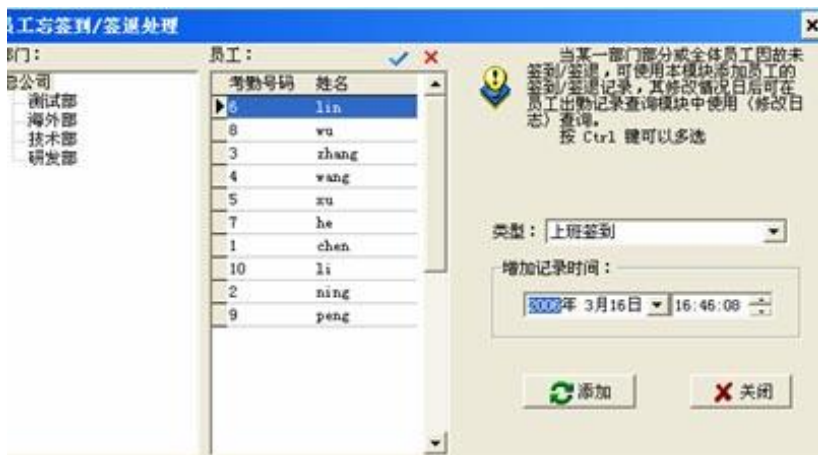 员工忘签到/签退处理
部门:
总公司
测试部
海外部
技术部
研发部
员工:
考勤号码 姓名
6 lin
8 wu
3 zhang
4 wang
5 xu
7 he
1 chen
10 li
2 ning
9 peng
当某一部门部分或全体员工因故未
签到/签退,可使用本模块添加员工的
签到/签退记录,其修改情况日后可在
员工出勤记录查询模块中使用(修改日
志)查询。
按 Ctrl 键可以多选
类型: 上班签到
增加记录时间:
2006年 3月16日 16:46:08
添加 关闭